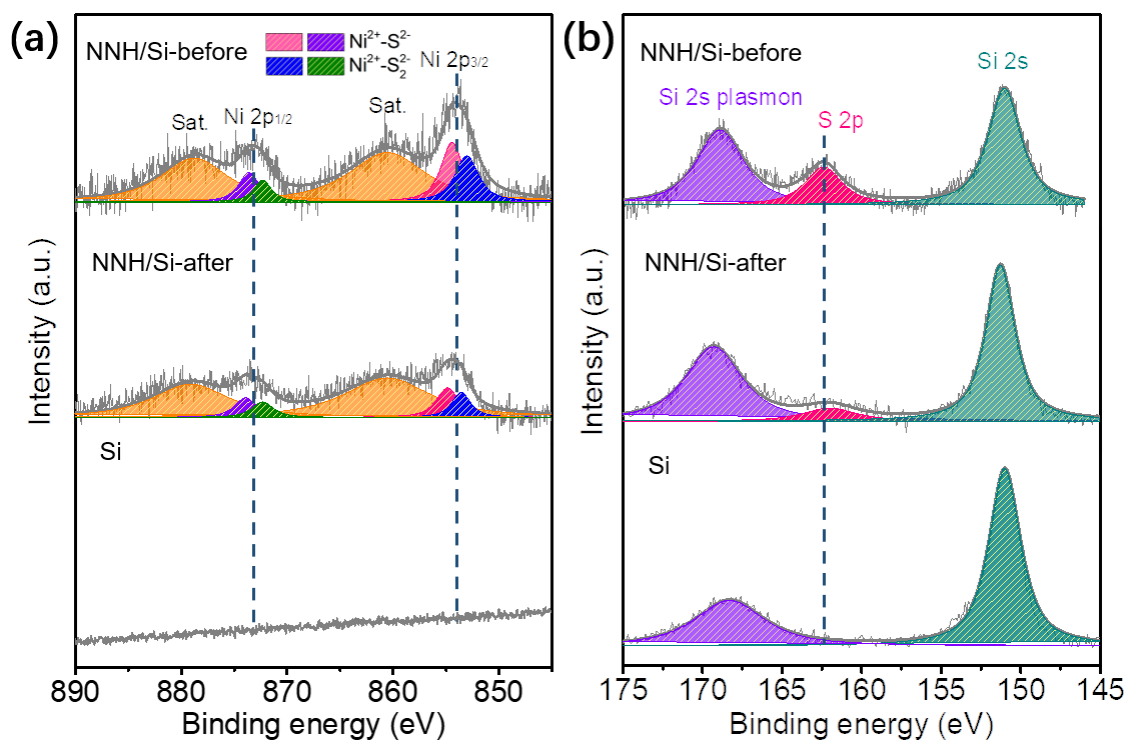 (a)
NNH/Si-before
Ni²⁺-S²⁻
Ni²⁺-S₂²⁻
Sat.
Ni 2p₁/₂
Sat.
Ni 2p₃/₂
NNH/Si-after
Si
Intensity (a.u.)
890 880 870 860 850
Binding energy (eV)
(b)
NNH/Si-before
Si 2s
Si 2s plasmon
S 2p
NNH/Si-after
Si
Intensity (a.u.)
175 170 165 160 155 150 145
Binding energy (eV)